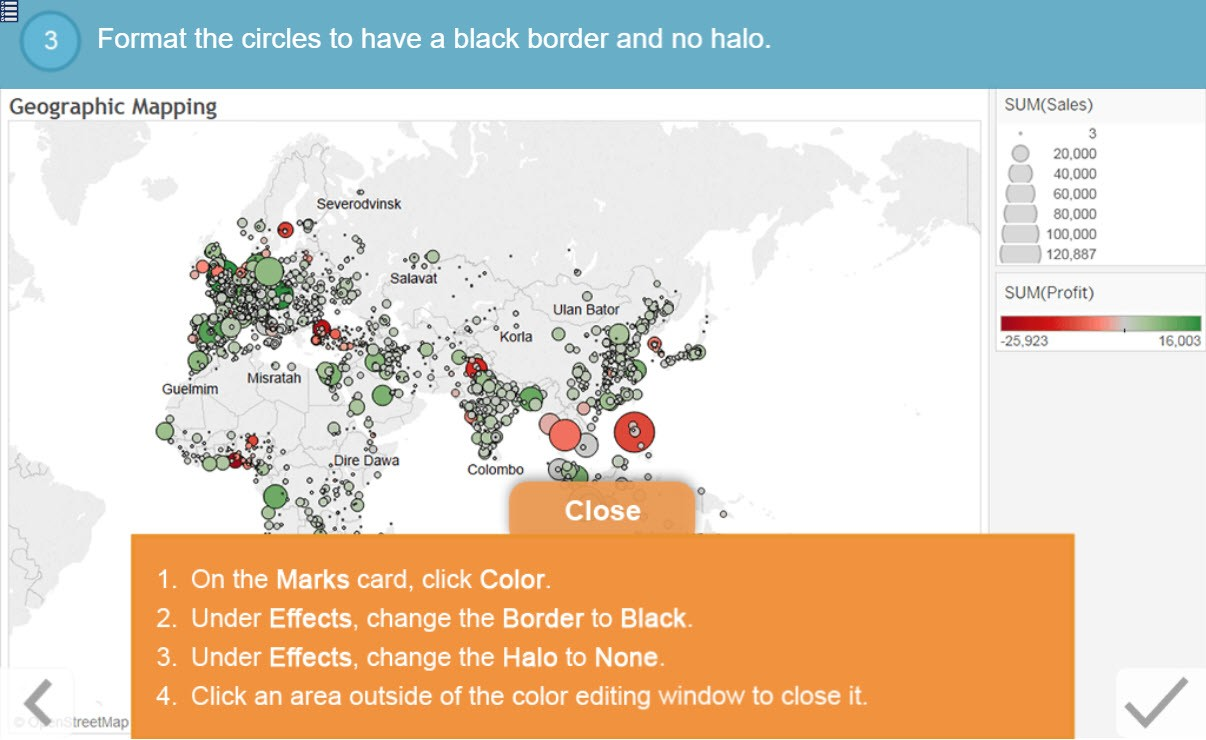 3 Format the circles to have a black border and no halo.
Geographic Mapping
SUM(Sales)
3
20,000
40,000
60,000
80,000
100,000
120,887
SUM(Profit)
-25,923 16,003
Severodvinsk
Salavat
Ulan Bator
Korla
Misratah
Guelmim
Dire Dawa
Colombo
Close
1. On the Marks card, click Color.
2. Under Effects, change the Border to Black.
3. Under Effects, change the Halo to None.
4. Click an area outside of the color editing window to close it.
© OpenStreetMap